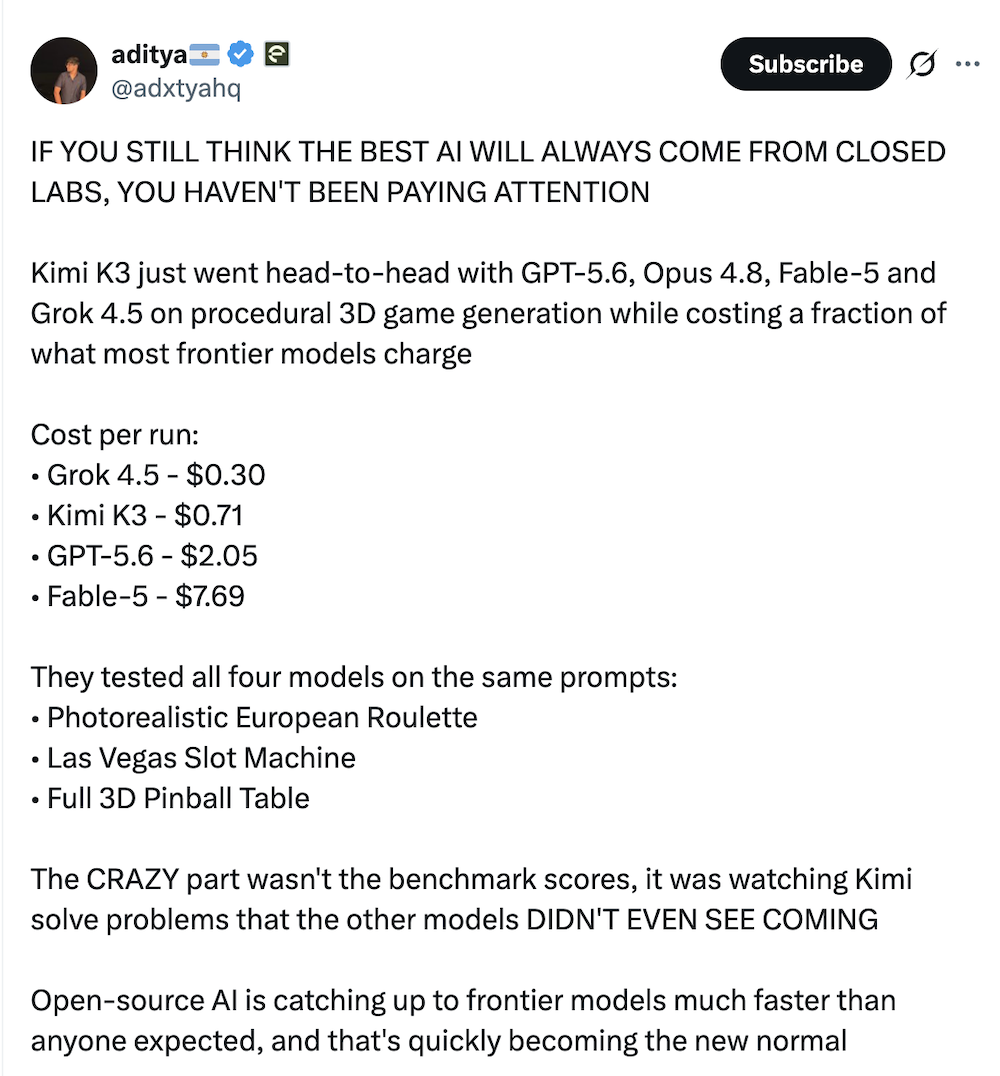 aditya🇦🇷
@adxtyahq
Subscribe
IF YOU STILL THINK THE BEST AI WILL ALWAYS COME FROM CLOSED
LABS, YOU HAVEN'T BEEN PAYING ATTENTION
Kimi K3 just went head-to-head with GPT-5.6, Opus 4.8, Fable-5 and
Grok 4.5 on procedural 3D game generation while costing a fraction of
what most frontier models charge
Cost per run:
• Grok 4.5 - $0.30
• Kimi K3 - $0.71
• GPT-5.6 - $2.05
• Fable-5 - $7.69
They tested all four models on the same prompts:
• Photorealistic European Roulette
• Las Vegas Slot Machine
• Full 3D Pinball Table
The CRAZY part wasn't the benchmark scores, it was watching Kimi
solve problems that the other models DIDN'T EVEN SEE COMING
Open-source AI is catching up to frontier models much faster than
anyone expected, and that's quickly becoming the new normal